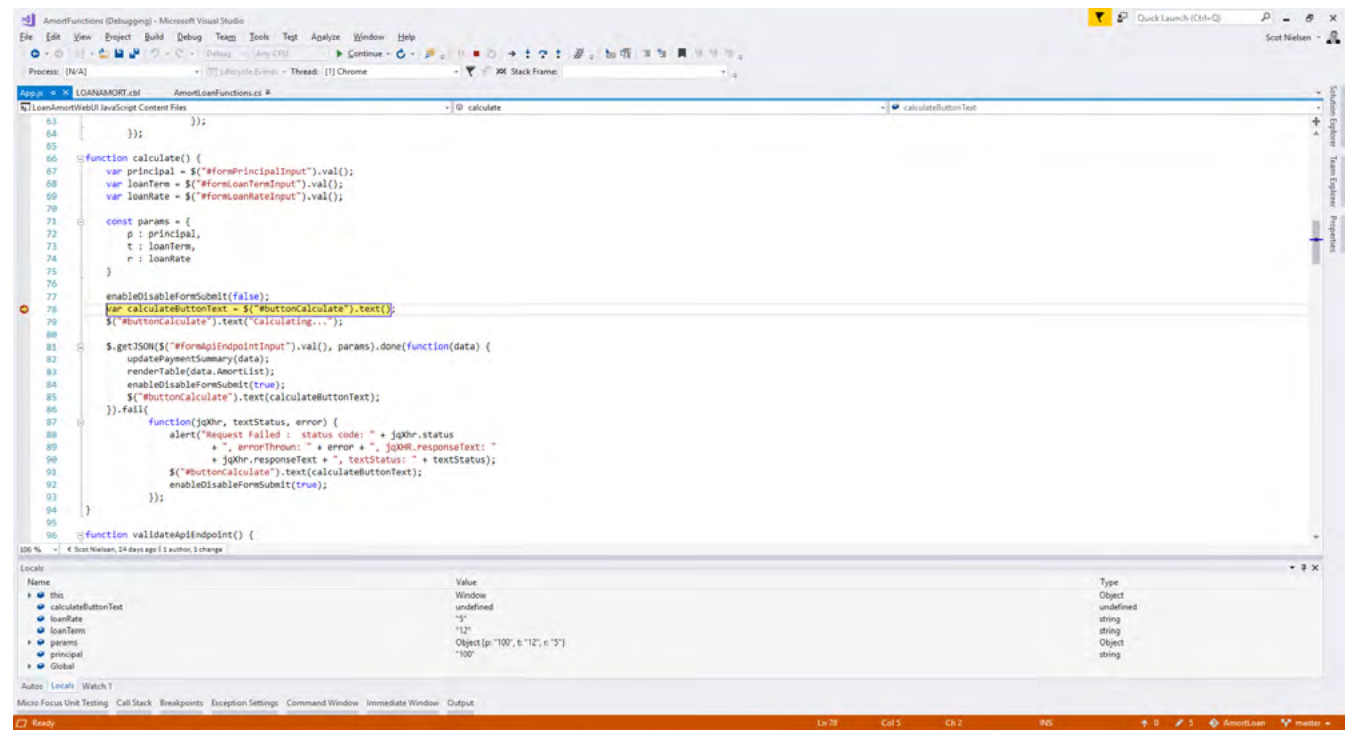 AmortFunctions (Debugging) - Microsoft Visual Studio
Quick Launch (Ctrl+Q)
File Edit View Project Build Debug Team Tools Test Analyze Window Help
Scot Nielsen
Debug Any CPU Continue
Process: [N/A] Lifecycle Events Thread: [1] Chrome Stack Frame:
App.js LOANAMORT.cbl AmortLoanFunctions.cs
LoanAmortWebUI JavaScript Content Files calculate calculateButtonText
63 });
64 });
65
66 function calculate() {
67 var principal = $("#formPrincipalInput").val();
68 var loanTerm = $("#formLoanTermInput").val();
69 var loanRate = $("#formLoanRateInput").val();
70
71 const params = {
72 p : principal,
73 t : loanTerm,
74 r : loanRate
75 }
76
77 enableDisableFormSubmit(false);
78 var calculateButtonText = $("#buttonCalculate").text();
79 $("#buttonCalculate").text("Calculating...");
80
81 $.getJSON($("#formApiEndpointInput").val(), params).done(function(data) {
82 updatePaymentSummary(data);
83 renderTable(data.AmortList);
84 enableDisableFormSubmit(true);
85 $("#buttonCalculate").text(calculateButtonText);
86 }).fail(
87 function(jqXhr, textStatus, error) {
88 alert("Request Failed : status code: " + jqXhr.status
89 + ", errorThrown: " + error + ", jqXHR.responseText: "
90 + jqXhr.responseText + ", textStatus: " + textStatus);
91 $("#buttonCalculate").text(calculateButtonText);
92 enableDisableFormSubmit(true);
93 });
94 }
95
96 function validateApiEndpoint() {
106 % Scot Nielsen, 24 days ago | 1 author, 1 change
Solution Explorer
Team Explorer
Properties
Locals
Name Value Type
this Window Object
calculateButtonText undefined undefined
loanRate "5" string
loanTerm "12" string
params Object {p: "100", t: "12", r: "5"} Object
principal "100" string
Global
Autos Locals Watch 1
Micro Focus Unit Testing Call Stack Breakpoints Exception Settings Command Window Immediate Window Output
Ready Ln 78 Col 5 Ch 2 INS 0 5 AmortLoan master